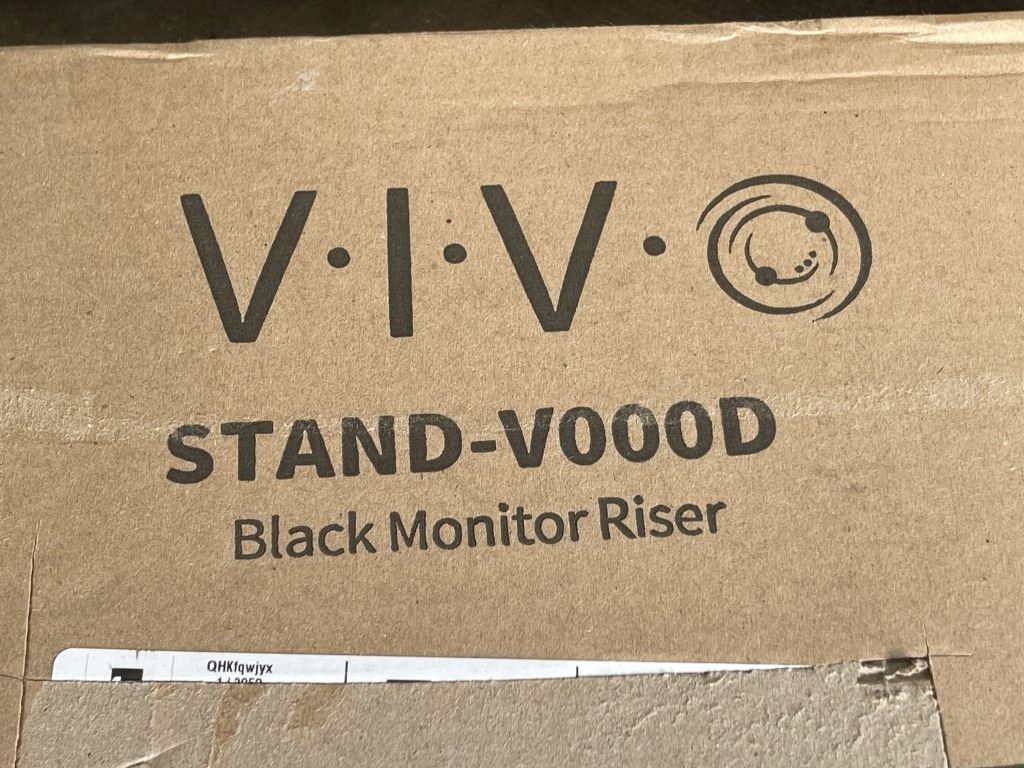 V·I·V·O
STAND-V000D
Black Monitor Riser
QHKfqwjyx